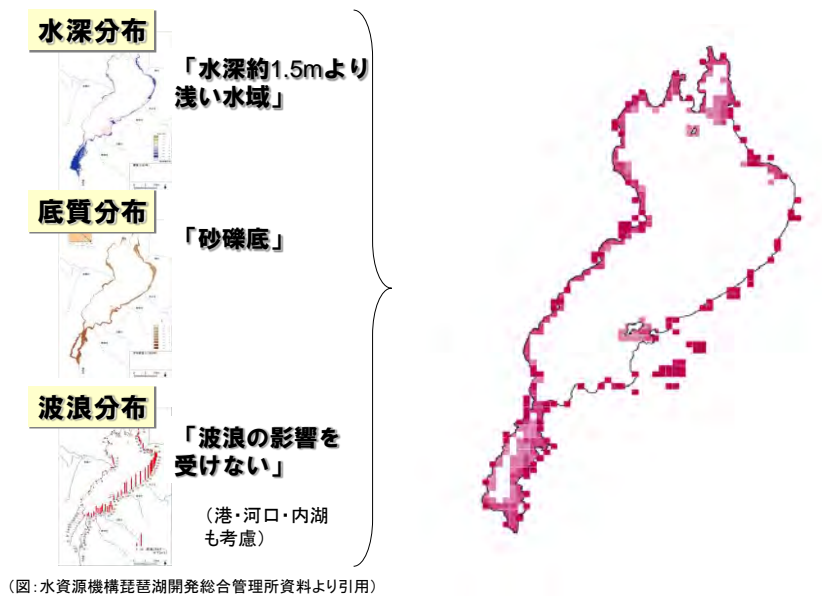 水深分布
「水深約1.5mより
浅い水域」
底質分布
「砂礫底」
波浪分布
「波浪の影響を
受けない」
（港・河口・内湖
も考慮）
（図：水資源機構琵琶湖開発総合管理所資料より引用）